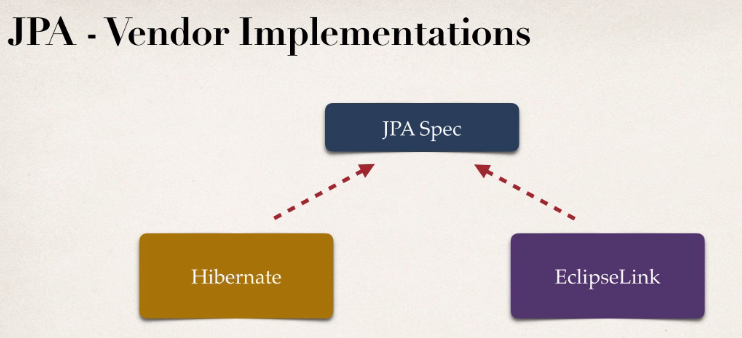 JPA - Vendor Implementations
JPA Spec
Hibernate
EclipseLink